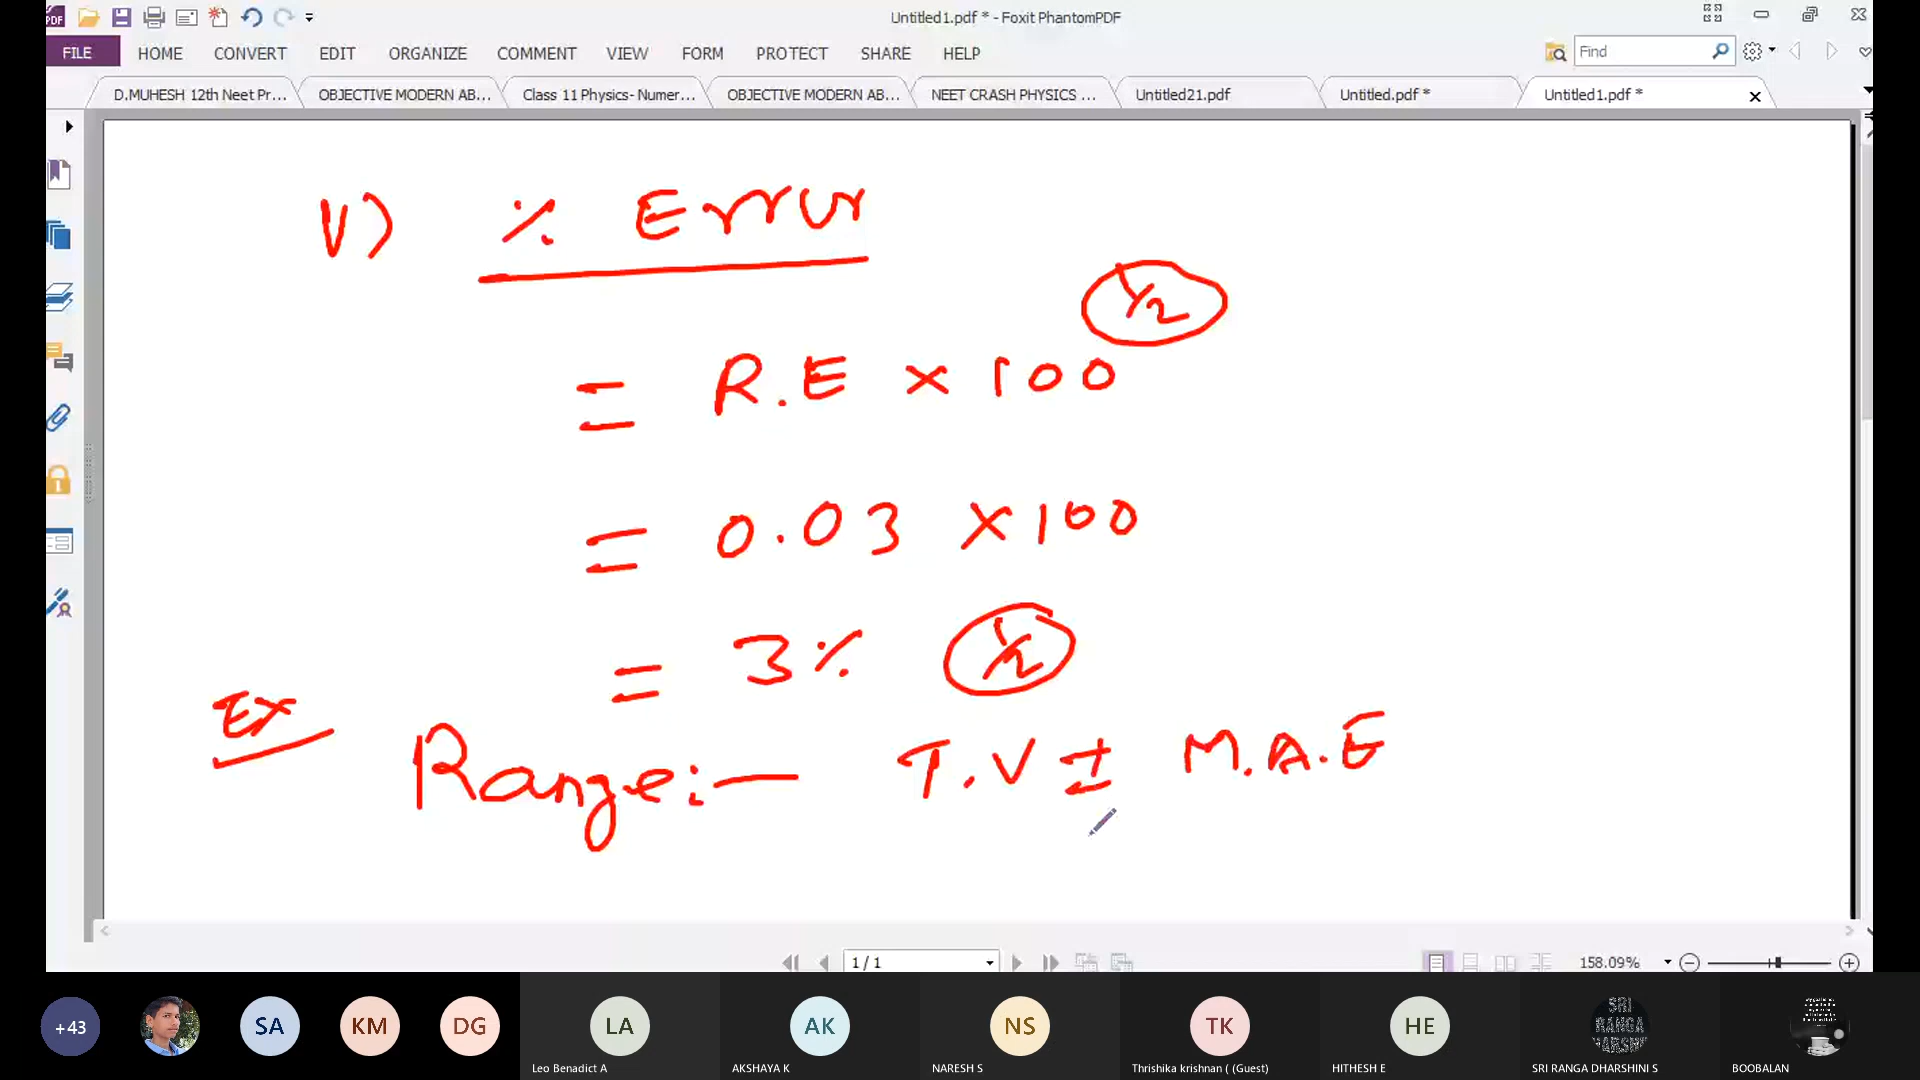 Untitled1.pdf * - Foxit PhantomPDF
FILE HOME CONVERT EDIT ORGANIZE COMMENT VIEW FORM PROTECT SHARE HELP Find
D.MUHESH 12th Neet Pr... OBJECTIVE MODERN AB... Class 11 Physics- Numer... OBJECTIVE MODERN AB... NEET CRASH PHYSICS ... Untitled21.pdf Untitled.pdf * Untitled1.pdf *
V) % Error
1/2
= R.E × 100
= 0.03 × 100
= 3% 1/2
Ex
Range:— T.V ± M.A.E
1 / 1 158.09%
+43 SA KM DG LA AK NS TK HE SRI RANGA DHARSHINI
Leo Benadict A AKSHAYA K NARESH S Thrishika krishnan ( (Guest) HITHESH E SRI RANGA DHARSHINI S BOOBALAN